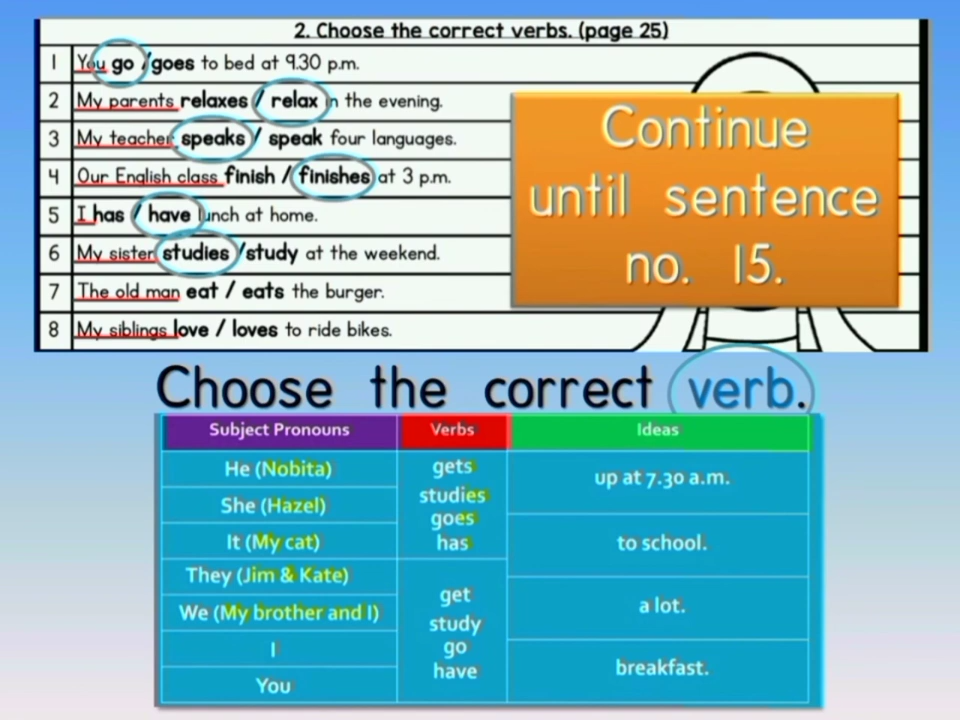 2. Choose the correct verbs. (page 25)
1 You go / goes to bed at 9.30 p.m.
2 My parents relaxes / relax in the evening.
3 My teacher speaks / speak four languages.
4 Our English class finish / finishes at 3 p.m.
5 I has / have lunch at home.
6 My sister studies / study at the weekend.
7 The old man eat / eats the burger.
8 My siblings love / loves to ride bikes.
Continue
until sentence
no. 15.
Choose the correct verb.
Subject Pronouns Verbs Ideas
He (Nobita)
She (Hazel)
It (My cat)
They (Jim & Kate)
We (My brother and I)
I
You
gets
studies
goes
has
get
study
go
have
up at 7.30 a.m.
to school.
a lot.
breakfast.